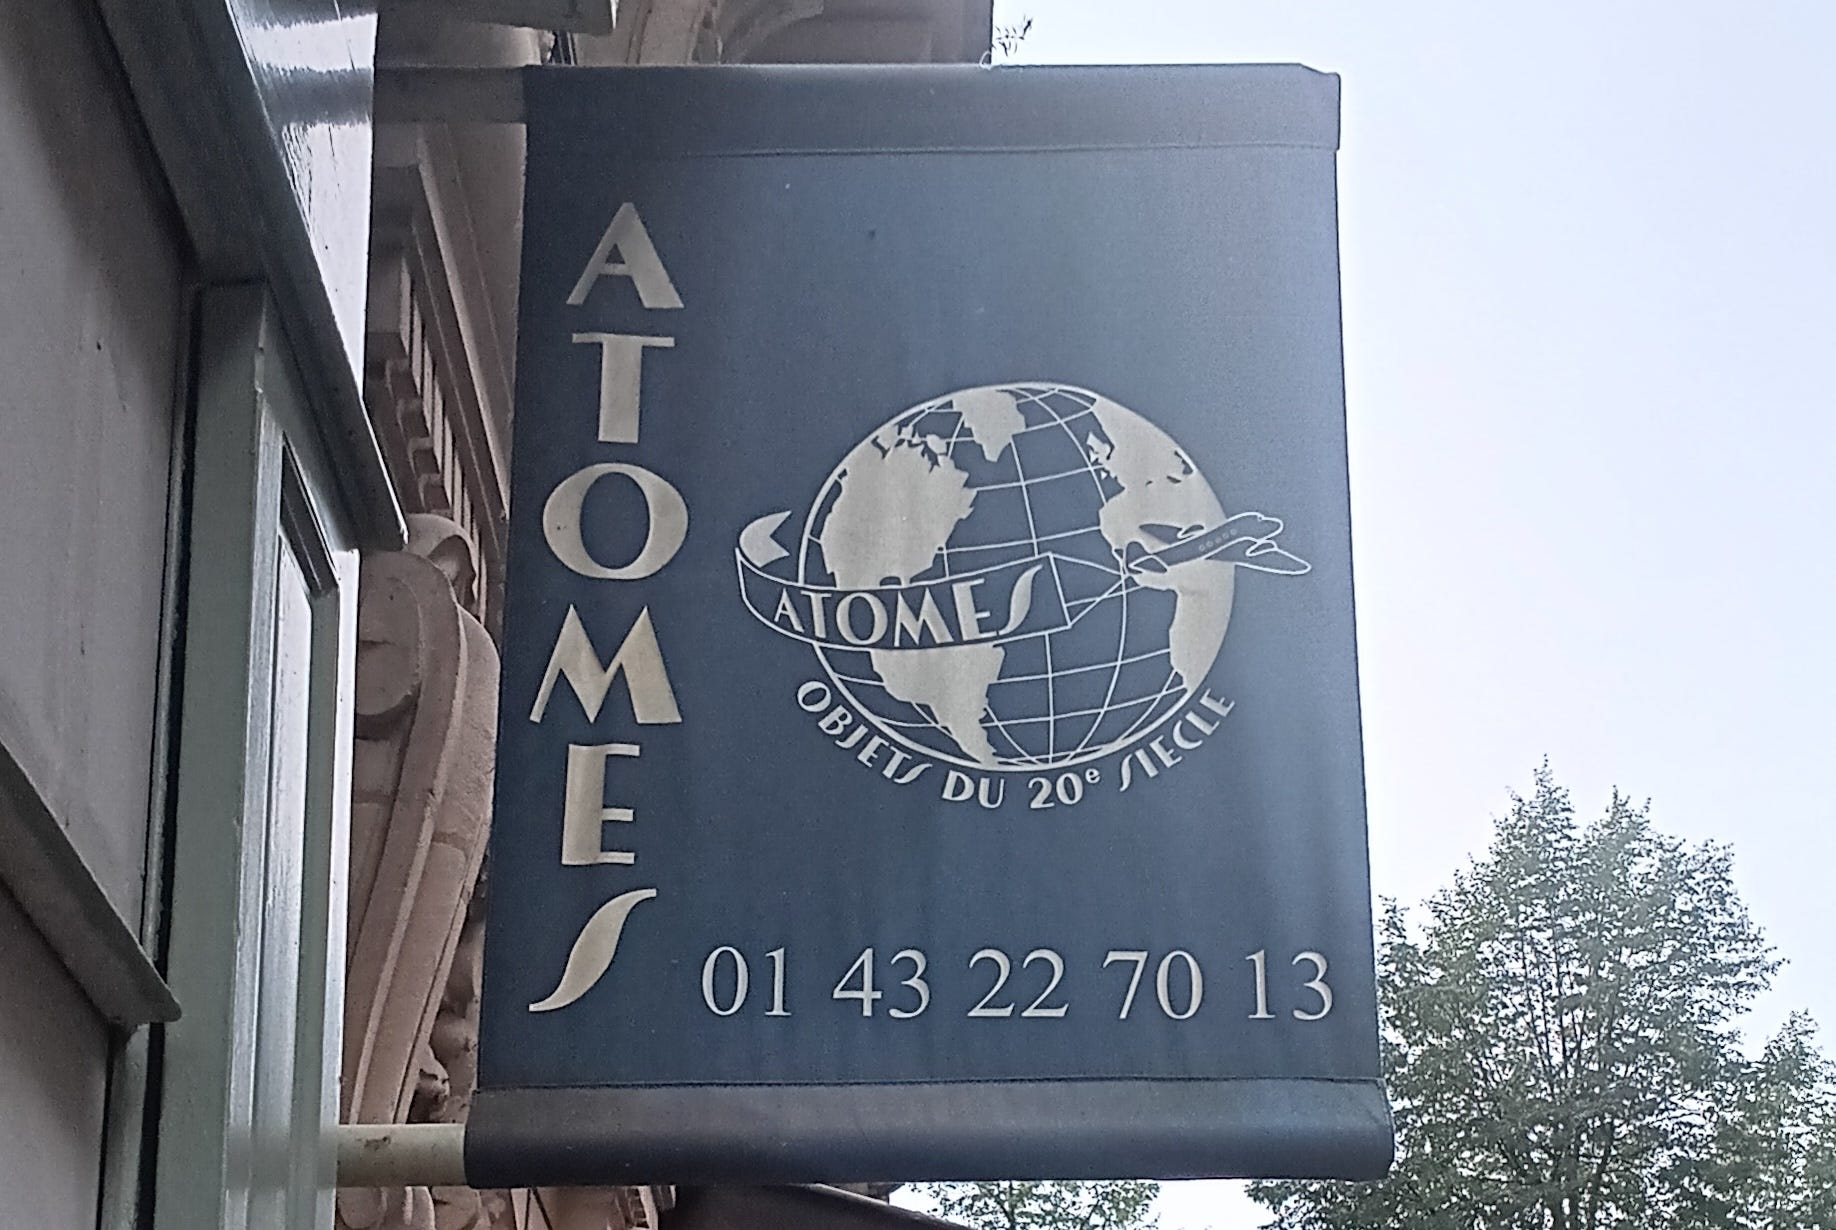 ATOMES
ATOMES
OBJETS DU 20e SIECLE
01 43 22 70 13